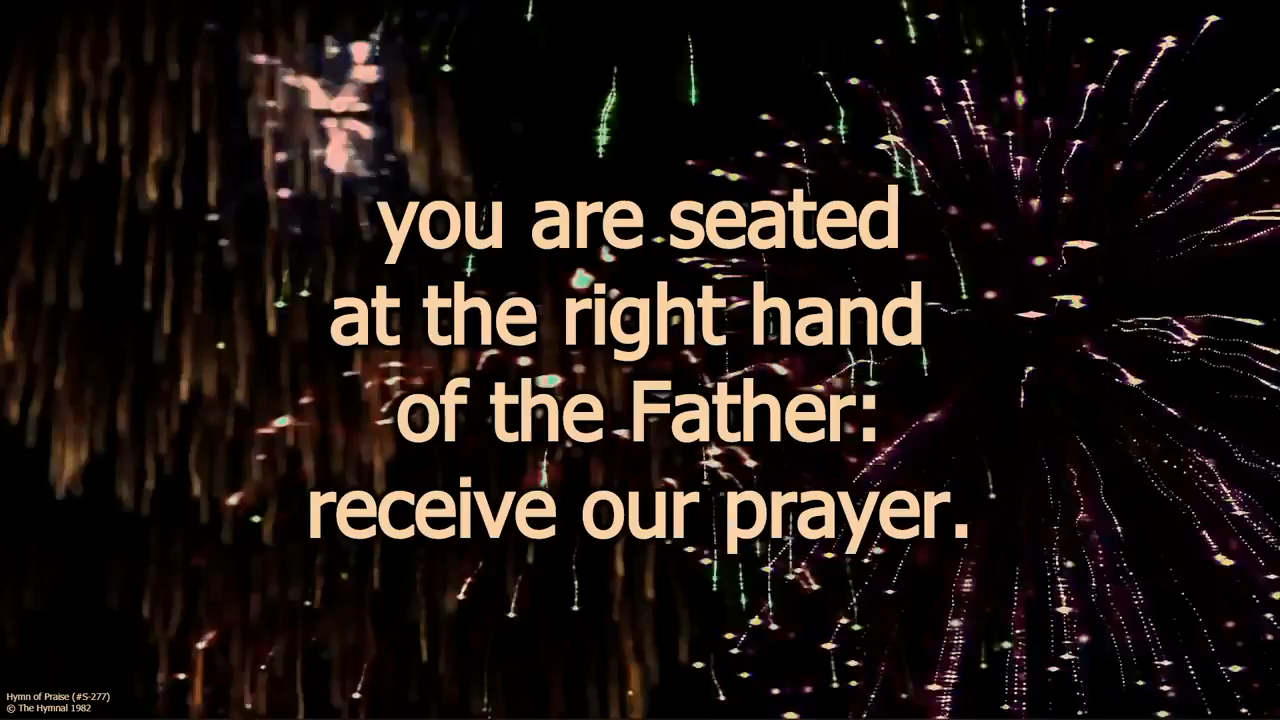 you are seated
at the right hand
of the Father:
receive our prayer.
Hymn of Praise (#S-277)
© The Hymnal 1982